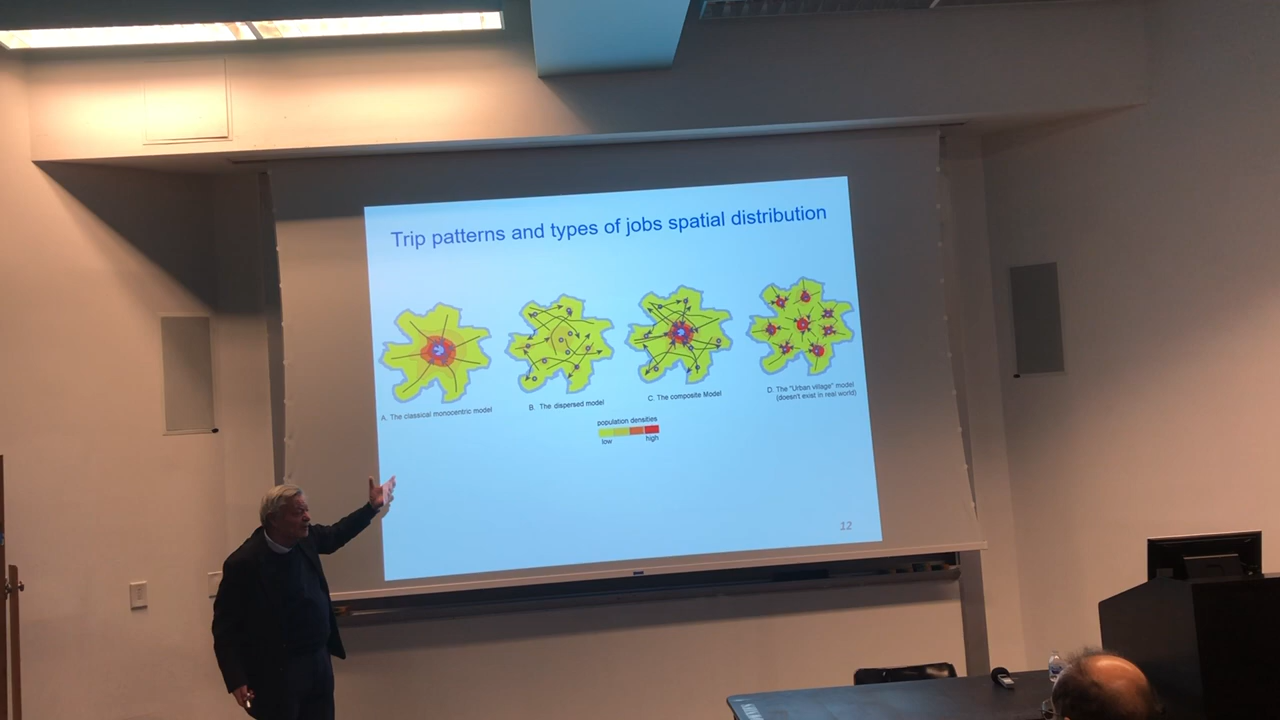 Trip patterns and types of jobs spatial distribution
A. The classical monocentric model
B. The dispersed model
C. The composite Model
D. The "Urban village" model
(doesn't exist in real world)
population densities
low high
12